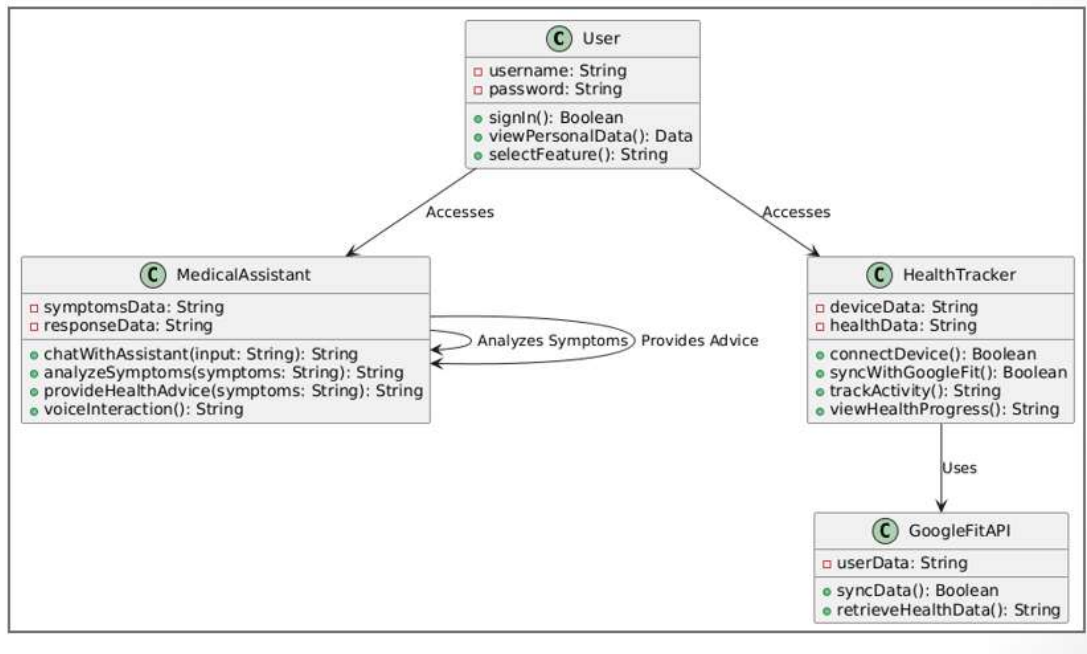 C User
username: String
password: String
signIn(): Boolean
viewPersonalData(): Data
selectFeature(): String
Accesses
Accesses
C MedicalAssistant
symptomsData: String
responseData: String
chatWithAssistant(input: String): String
analyzeSymptoms(symptoms: String): String
provideHealthAdvice(symptoms: String): String
voiceInteraction(): String
Analyzes Symptoms
Provides Advice
C HealthTracker
deviceData: String
healthData: String
connectDevice(): Boolean
syncWithGoogleFit(): Boolean
trackActivity(): String
viewHealthProgress(): String
Uses
C GoogleFitAPI
userData: String
syncData(): Boolean
retrieveHealthData(): String